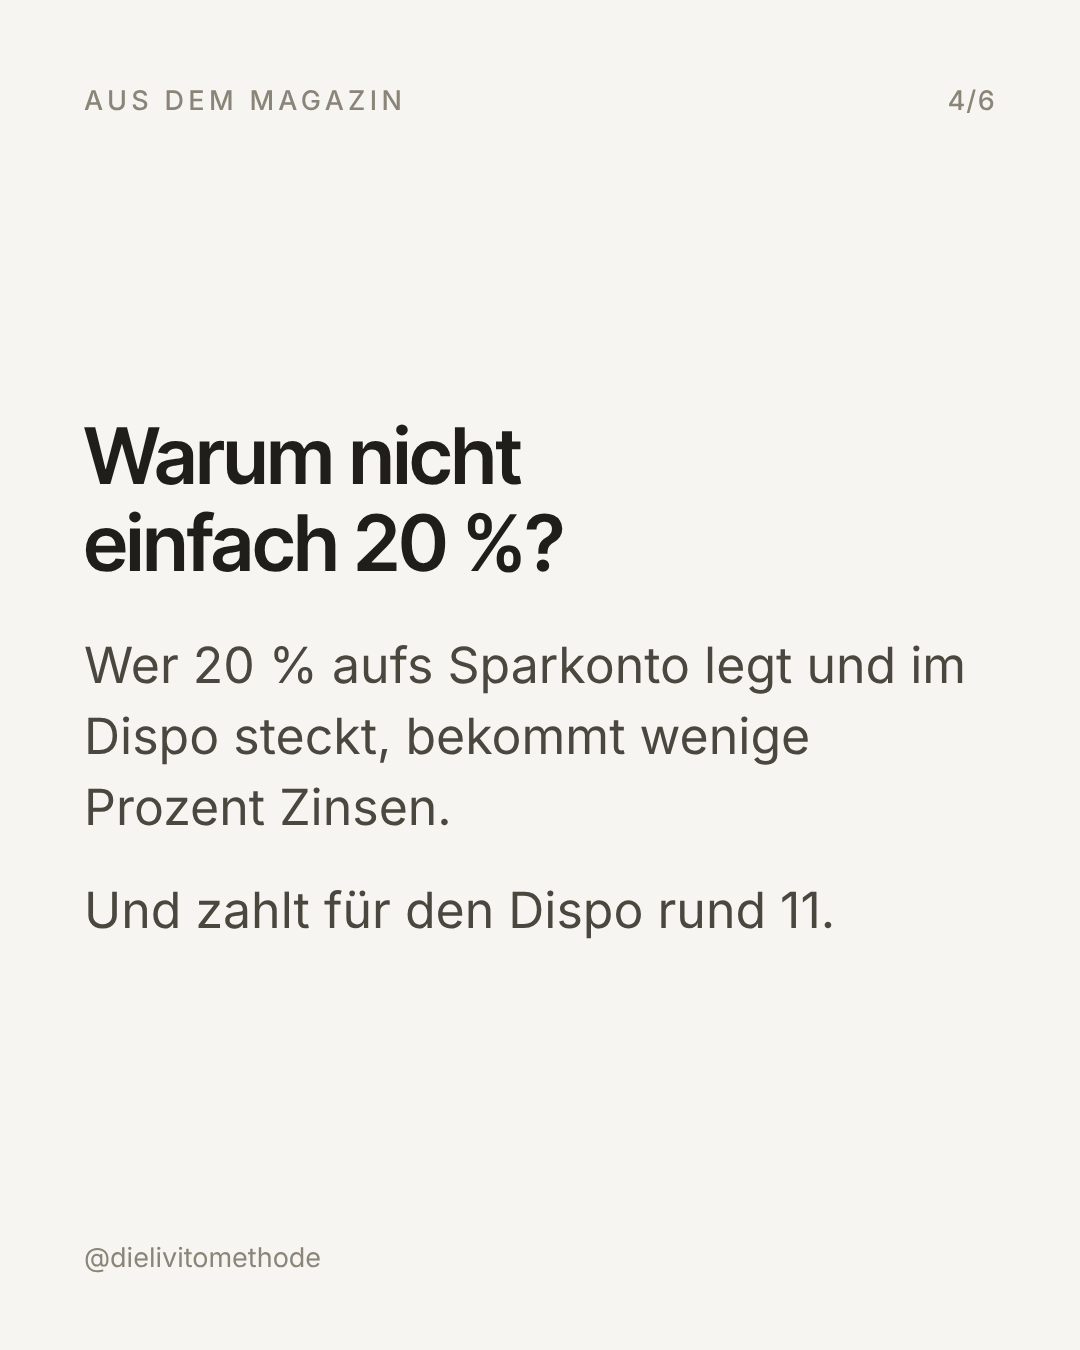 AUS DEM MAGAZIN
4/6
Warum nicht
einfach 20 %?
Wer 20 % aufs Sparkonto legt und im
Dispo steckt, bekommt wenige
Prozent Zinsen.
Und zahlt für den Dispo rund 11.
@dielivitomethode